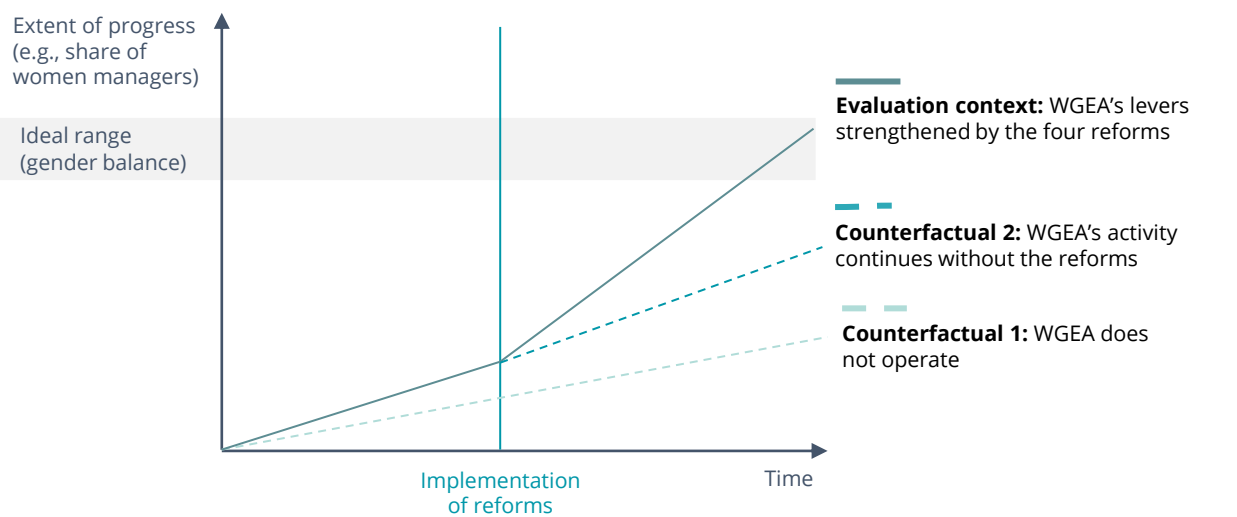 Extent of progress
(e.g., share of
women managers)
Ideal range
(gender balance)
Evaluation context: WGEA’s levers
strengthened by the four reforms
Counterfactual 2: WGEA’s activity
continues without the reforms
Counterfactual 1: WGEA does
not operate
Implementation
of reforms
Time